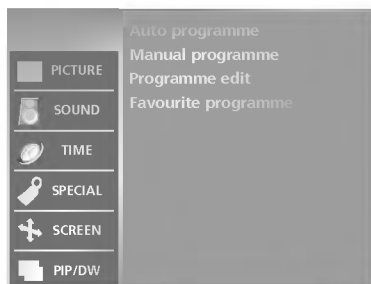 Auto programme
Manual programme
Programme edit
Favourite programme
PICTURE
SOUND
TIME
SPECIAL
SCREEN
PIP/DW